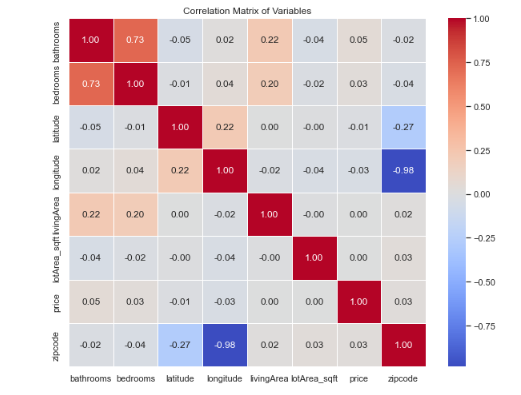 Correlation Matrix of Variables
bathrooms 1.00 0.73 -0.05 0.02 0.22 -0.04 0.05 -0.02
bedrooms 0.73 1.00 -0.01 0.04 0.20 -0.02 0.03 -0.04
latitude -0.05 -0.01 1.00 0.22 0.00 -0.00 -0.01 -0.27
longitude 0.02 0.04 0.22 1.00 -0.02 -0.04 -0.03 -0.98
livingArea 0.22 0.20 0.00 -0.02 1.00 -0.00 0.00 0.02
lotArea_sqft -0.04 -0.02 -0.00 -0.04 -0.00 1.00 0.00 0.03
price 0.05 0.03 -0.01 -0.03 0.00 0.00 1.00 0.03
zipcode -0.02 -0.04 -0.27 -0.98 0.02 0.03 0.03 1.00
bathrooms bedrooms latitude longitude livingArea lotArea_sqft price zipcode
1.00
0.75
0.50
0.25
0.00
−0.25
−0.50
−0.75